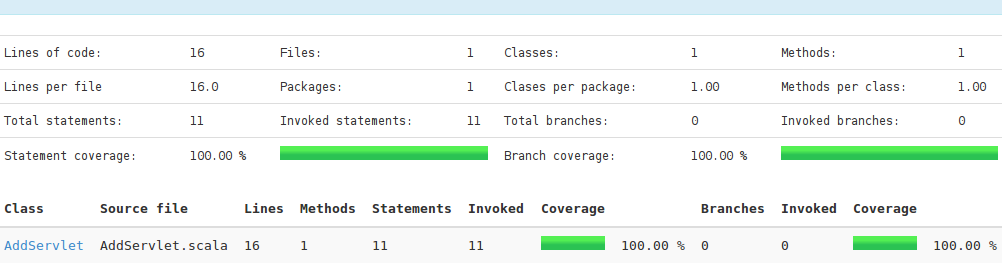 Lines of code: 16 Files: 1 Classes: 1 Methods: 1
Lines per file 16.0 Packages: 1 Clases per package: 1.00 Methods per class: 1.00
Total statements: 11 Invoked statements: 11 Total branches: 0 Invoked branches: 0
Statement coverage: 100.00 % Branch coverage: 100.00 %
Class Source file Lines Methods Statements Invoked Coverage Branches Invoked Coverage
AddServlet AddServlet.scala 16 1 11 11 100.00 % 0 0 100.00 %